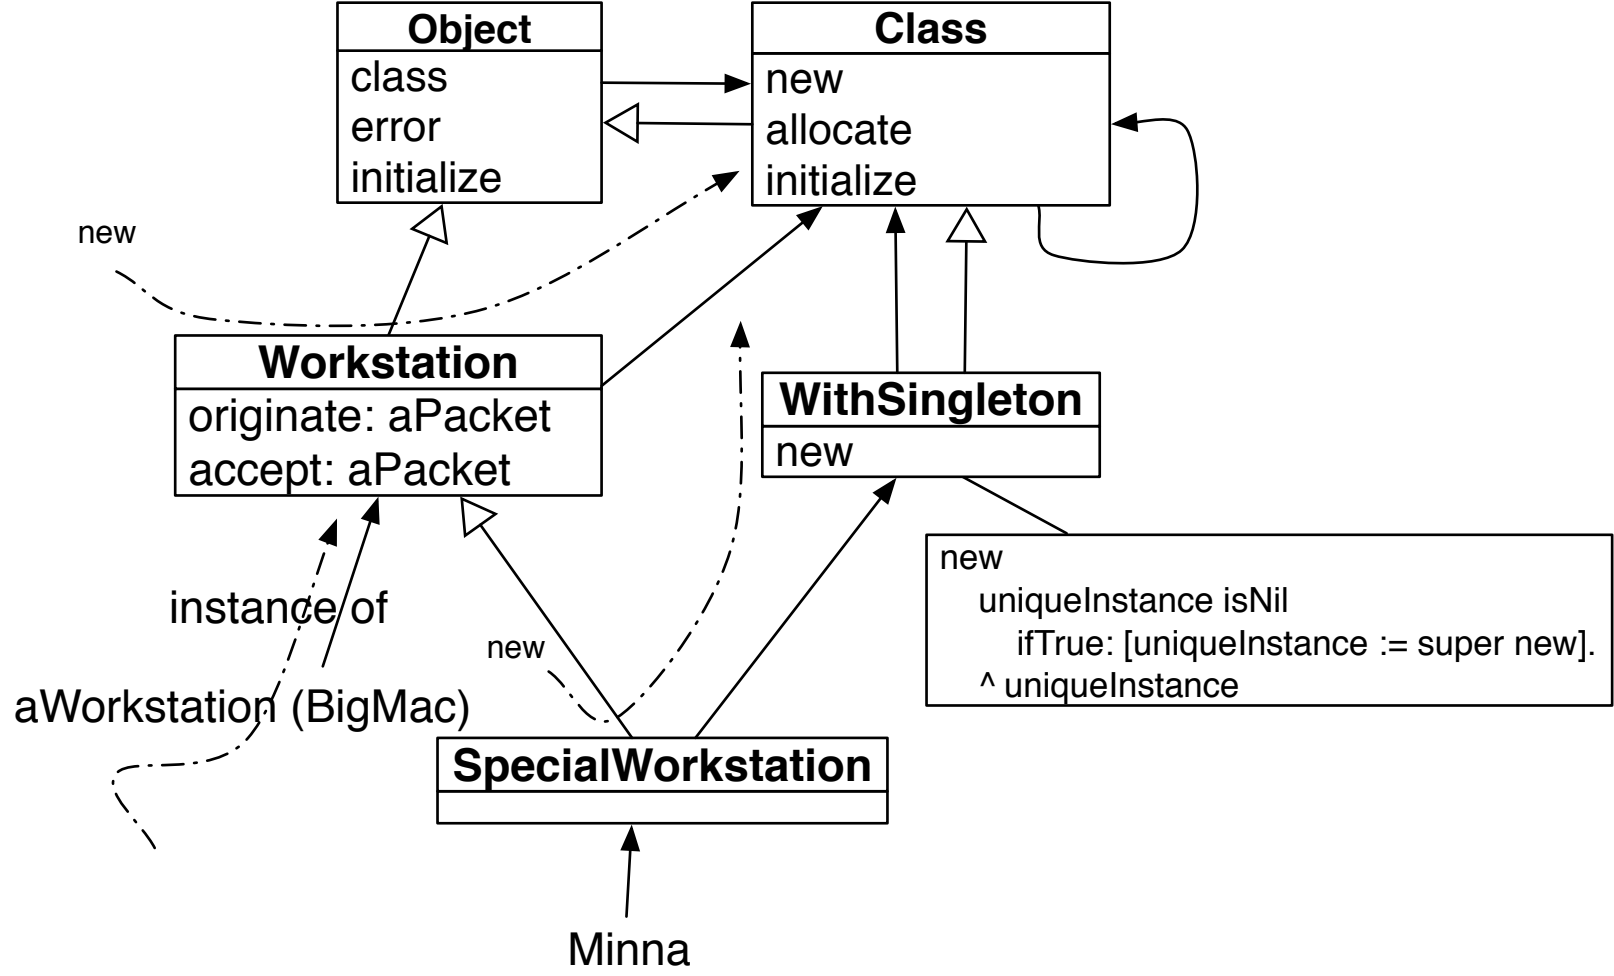 Object
class
error
initialize
Class
new
allocate
initialize
new
Workstation
originate: aPacket
accept: aPacket
WithSingleton
new
new
uniqueInstance isNil
ifTrue: [uniqueInstance := super new].
^ uniqueInstance
instance of
new
aWorkstation (BigMac)
SpecialWorkstation
Minna